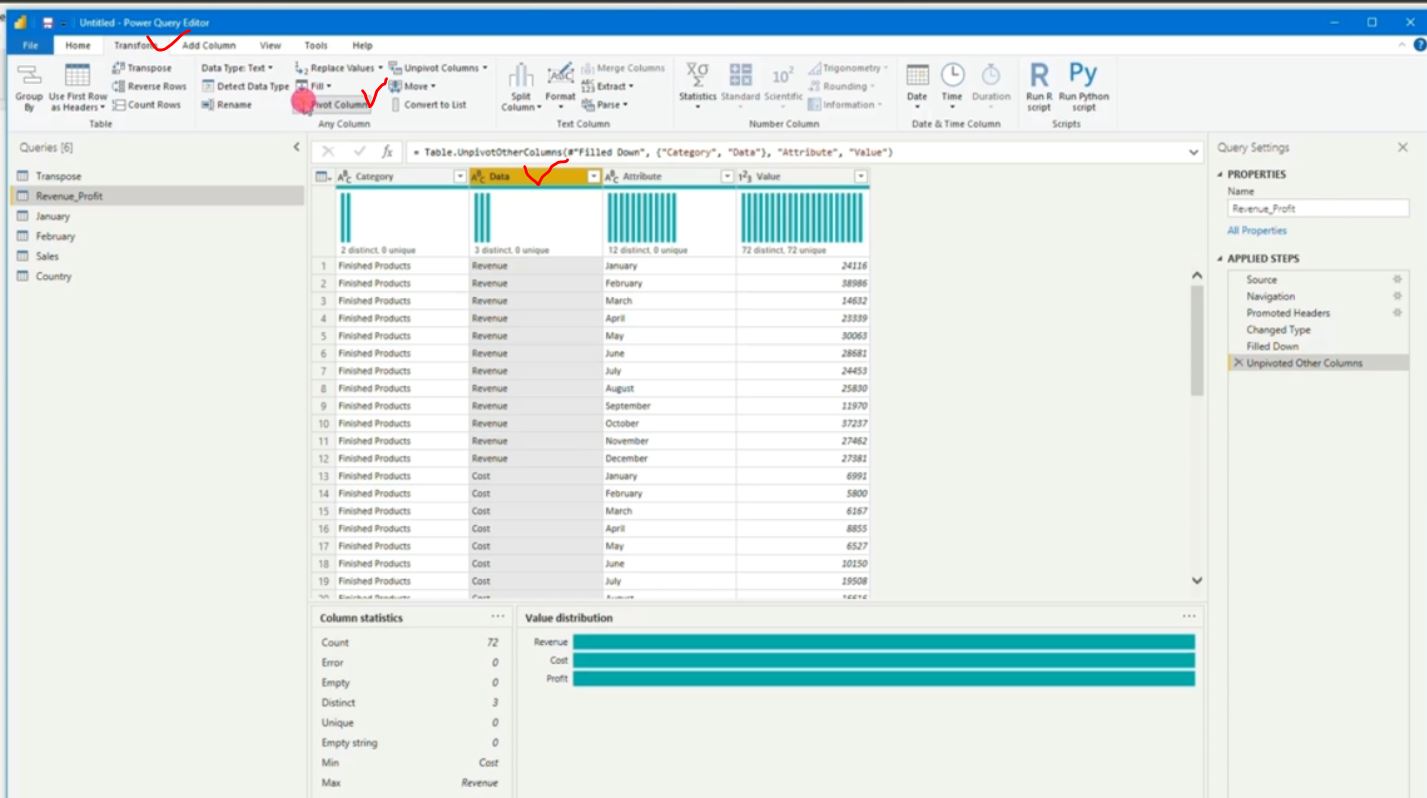 Untitled - Power Query Editor
File Home Transform Add Column View Tools Help
Group By
Use First Row as Headers
Transpose
Reverse Rows
Count Rows
Table
Data Type: Text
Detect Data Type
Rename
Replace Values
Fill
Pivot Column
Unpivot Columns
Move
Convert to List
Any Column
Split Column
Format
Merge Columns
Extract
Parse
Text Column
Statistics
Standard
Scientific
Trigonometry
Rounding
Information
Number Column
Date
Time
Duration
Date & Time Column
Run R script
Run Python script
Scripts
Queries [6]
Transpose
Revenue_Profit
January
February
Sales
Country
= Table.UnpivotOtherColumns(#"Filled Down", {"Category", "Data"}, "Attribute", "Value")
Category Data Attribute Value
2 distinct, 0 unique 3 distinct, 0 unique 12 distinct, 0 unique 72 distinct, 72 unique
1 Finished Products Revenue January 24116
2 Finished Products Revenue February 38986
3 Finished Products Revenue March 14632
4 Finished Products Revenue April 23339
5 Finished Products Revenue May 30063
6 Finished Products Revenue June 28681
7 Finished Products Revenue July 24453
8 Finished Products Revenue August 25830
9 Finished Products Revenue September 11970
10 Finished Products Revenue October 37237
11 Finished Products Revenue November 27462
12 Finished Products Revenue December 27381
13 Finished Products Cost January 6991
14 Finished Products Cost February 5800
15 Finished Products Cost March 6167
16 Finished Products Cost April 8855
17 Finished Products Cost May 6527
18 Finished Products Cost June 10150
19 Finished Products Cost July 19508
Column statistics
Count 72
Error 0
Empty 0
Distinct 3
Unique 0
Empty string 0
Min Cost
Max Revenue
Value distribution
Revenue
Cost
Profit
Query Settings
PROPERTIES
Name
Revenue_Profit
All Properties
APPLIED STEPS
Source
Navigation
Promoted Headers
Changed Type
Filled Down
Unpivoted Other Columns